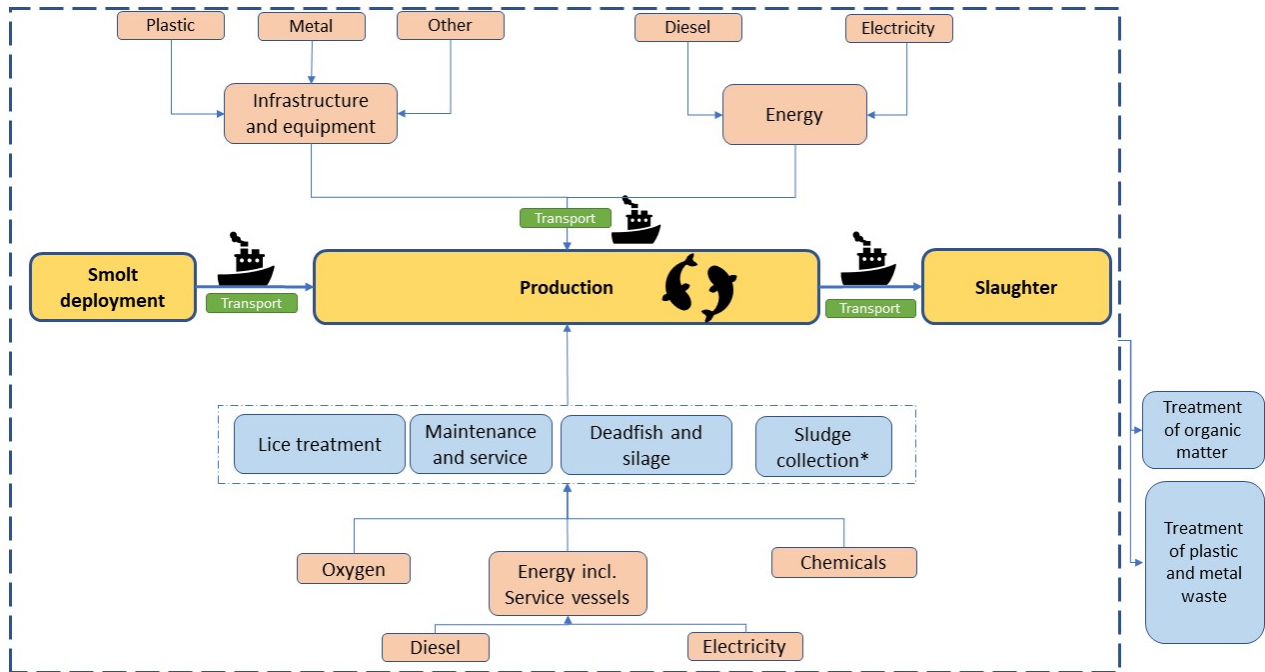 Plastic
Metal
Other
Diesel
Electricity
Infrastructure
and equipment
Energy
Transport
Smolt
deployment
Transport
Production
Transport
Slaughter
Lice treatment
Maintenance
and service
Deadfish and
silage
Sludge
collection*
Treatment
of organic
matter
Oxygen
Energy incl.
Service vessels
Chemicals
Treatment
of plastic
and metal
waste
Diesel
Electricity